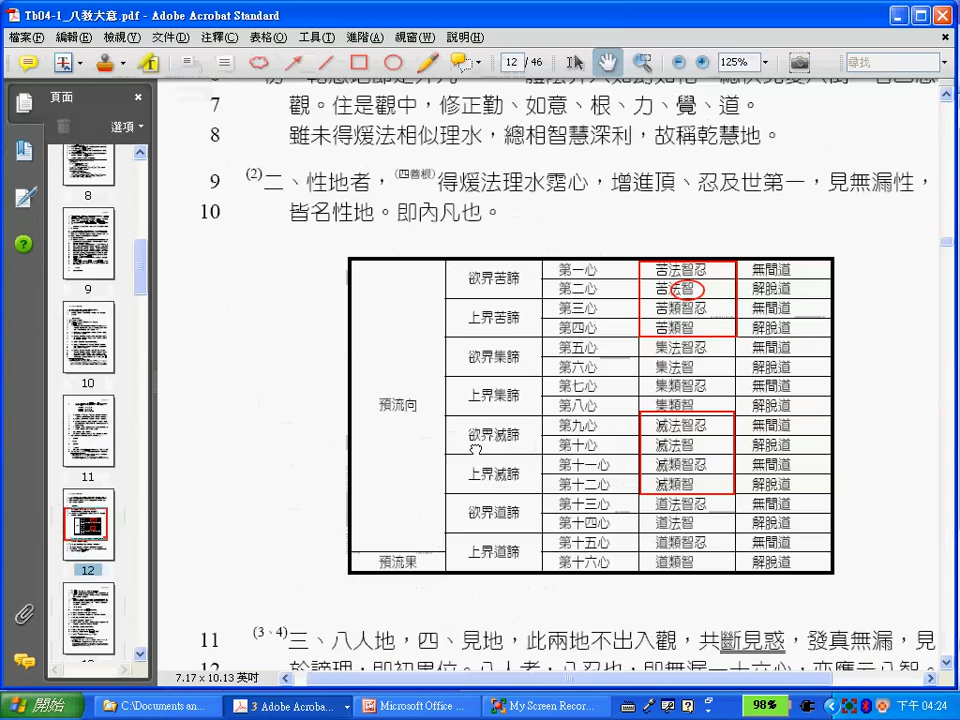 Tb04-1_八教大意.pdf - Adobe Acrobat Standard
檔案(F) 編輯(E) 檢視(V) 文件(D) 注釋(C) 表格(O) 工具(T) 進階(A) 視窗(W) 說明(H)
12 / 46 125% 尋找
頁面
選項
8
9
10
11
12
7 觀。住是觀中，修正勤、如意、根、力、覺、道。
8 雖未得煖法相似理水，總相智慧深利，故稱乾慧地。
9 (2)二、性地者，(四善根)得煖法理水霑心，增進頂、忍及世第一，見無漏性，
10 皆名性地。即內凡也。
預流向 欲界苦諦 第一心 苦法智忍 無間道
第二心 苦法智 解脫道
上界苦諦 第三心 苦類智忍 無間道
第四心 苦類智 解脫道
欲界集諦 第五心 集法智忍 無間道
第六心 集法智 解脫道
上界集諦 第七心 集類智忍 無間道
第八心 集類智 解脫道
欲界滅諦 第九心 滅法智忍 無間道
第十心 滅法智 解脫道
上界滅諦 第十一心 滅類智忍 無間道
第十二心 滅類智 解脫道
欲界道諦 第十三心 道法智忍 無間道
第十四心 道法智 解脫道
上界道諦 第十五心 道類智忍 無間道
預流果 第十六心 道類智 解脫道
11 (3、4)三、八人地，四、見地，此兩地不出入觀，共斷見惑，發真無漏，見
7.17 x 10.13 英吋
開始 C:\Documents an... 3 Adobe Acroba... Microsoft Office ... My Screen Recor... 98% 下午 04:24